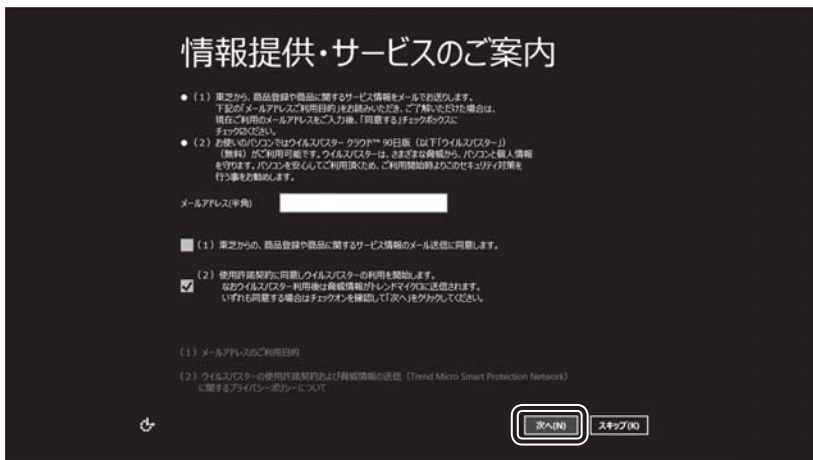 情報提供・サービスのご案内
● (1) 東芝から、商品登録や商品に関するサービス情報をメールでお送りします。
下記の「メールアドレスご利用目的」をお読みいただき、ご了解いただけた場合は、
現在ご利用のメールアドレスをご入力後、「同意する」チェックボックスに
チェックください。
● (2) お使いのパソコンではウイルスバスター クラウド™ 90日版 (以下「ウイルスバスター」)
(無料) がご利用可能です。ウイルスバスターは、さまざまな脅威から、パソコンと個人情報
を守ります。パソコンを安心してご利用頂くため、ご利用開始時よりこのセキュリティ対策を
行う事をお勧めします。
メールアドレス(半角)
(1) 東芝からの、商品登録や商品に関するサービス情報のメール送信に同意します。
(2) 使用許諾契約に同意しウイルスバスターの利用を開始します。
なおウイルスバスター利用後は脅威情報がトレンドマイクロに送信されます。
いずれも同意する場合はチェックオンを確認して「次へ」をクリックしてください。
(1) メールアドレスのご利用目的
(2) ウイルスバスターの使用許諾契約および脅威情報の送信 (Trend Micro Smart Protection Network)
に関するプライバシーポリシーについて
次へ(N) スキップ(K)